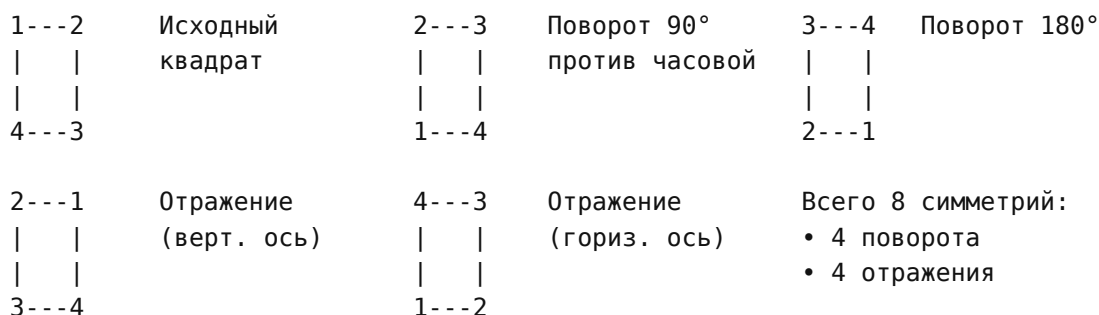 1---2 Исходный 2---3 Поворот 90° 3---4 Поворот 180°
| | квадрат | | против часовой | |
| | | | | |
4---3 1---4 2---1
2---1 Отражение 4---3 Отражение Всего 8 симметрий:
| | (верт. ось) | | (гориз. ось) • 4 поворота
| | | | • 4 отражения
3---4 1---2